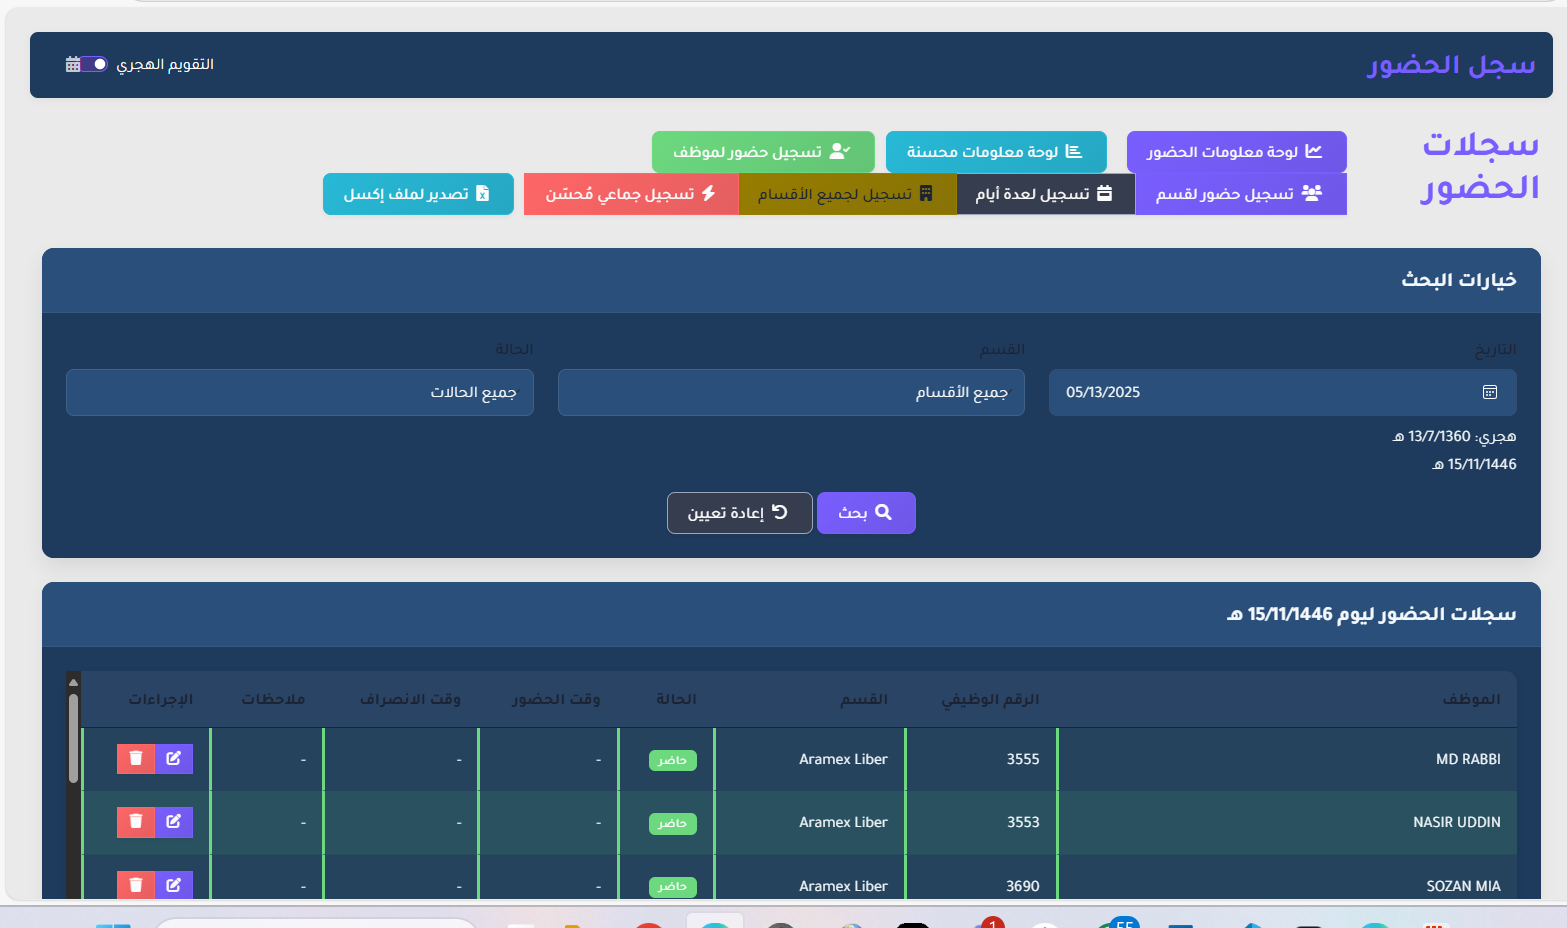 سجل الحضور
التقويم الهجري
سجلات الحضور
لوحة معلومات الحضور
لوحة معلومات محسنة
تسجيل حضور لموظف
تسجيل حضور لقسم
تسجيل لعدة أيام
تسجيل لجميع الأقسام
تسجيل جماعي مُحسّن
تصدير لملف إكسل
خيارات البحث
التاريخ
القسم
الحالة
05/13/2025
جميع الأقسام
جميع الحالات
هجري: 13/7/1360 هـ
15/11/1446 هـ
بحث
إعادة تعيين
سجلات الحضور ليوم 15/11/1446 هـ
الموظف الرقم الوظيفي القسم الحالة وقت الحضور وقت الانصراف ملاحظات الإجراءات
MD RABBI 3555 Aramex Liber حاضر - - -
NASIR UDDIN 3553 Aramex Liber حاضر - - -
SOZAN MIA 3690 Aramex Liber حاضر - - -
1
55